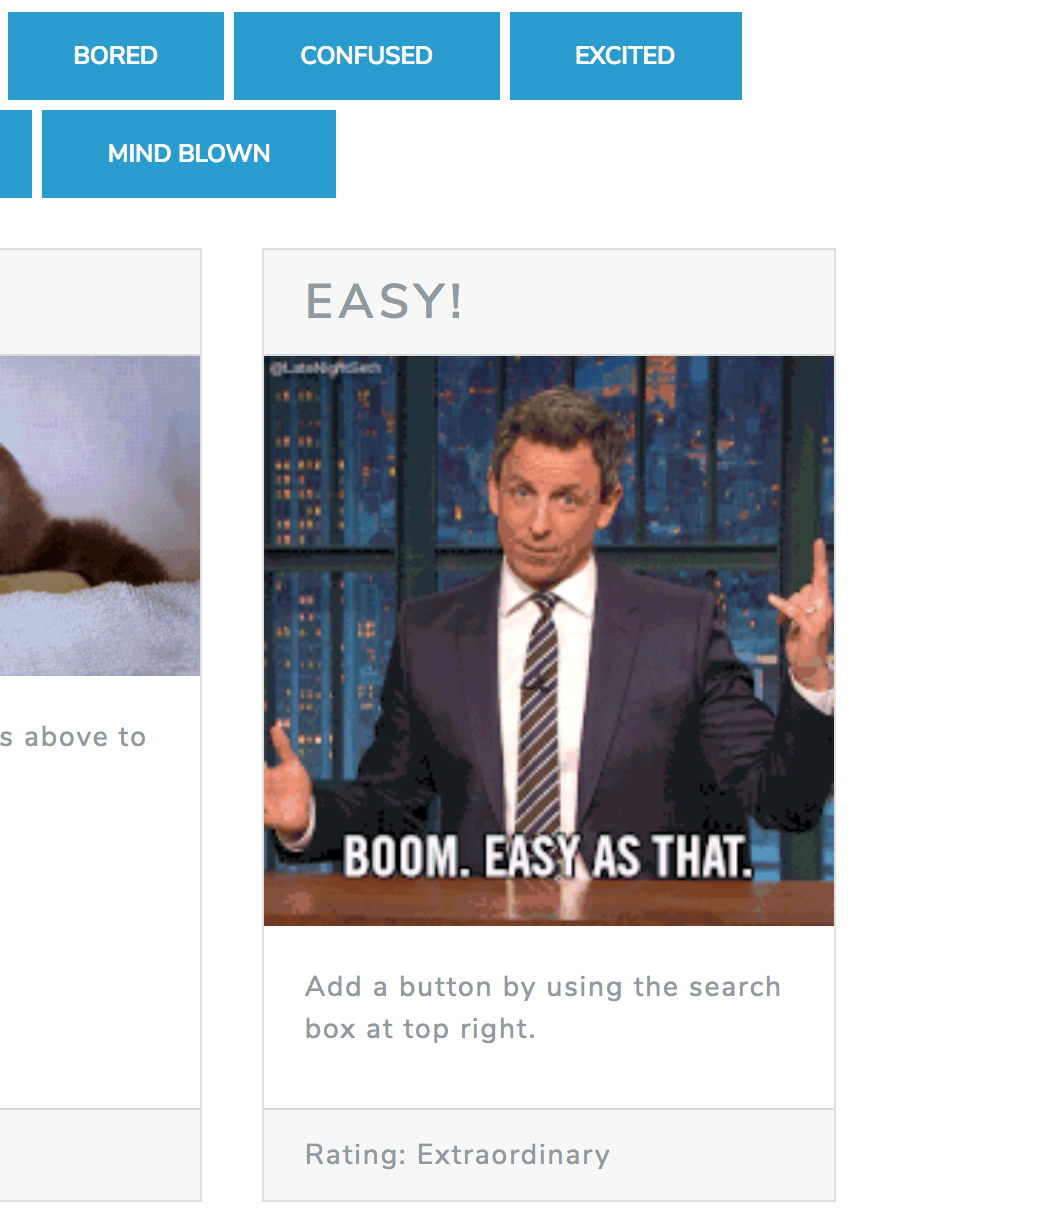 BORED
CONFUSED
EXCITED
MIND BLOWN
EASY!
@LateNightSeth
BOOM. EASY AS THAT.
s above to
Add a button by using the search
box at top right.
Rating: Extraordinary